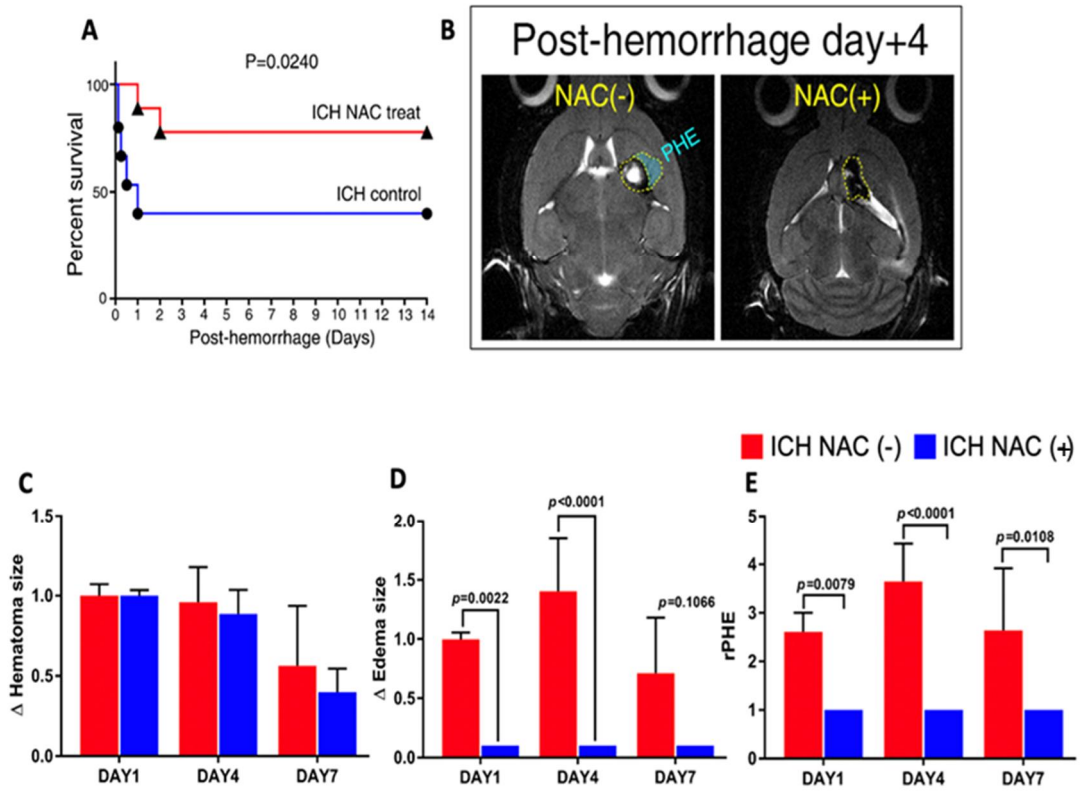 A
P=0.0240
100
50
0
Percent survival
ICH NAC treat
ICH control
0 1 2 3 4 5 6 7 8 9 10 11 12 13 14
Post-hemorrhage (Days)
B
Post-hemorrhage day+4
NAC(-)
PHE
NAC(+)
ICH NAC (-) ICH NAC (+)
C
1.5
1.0
0.5
0.0
Δ Hematoma size
DAY1 DAY4 DAY7
D
2.0
1.5
1.0
0.5
0.0
Δ Edema size
p=0.0022
p<0.0001
p=0.1066
DAY1 DAY4 DAY7
E
5
4
3
2
1
0
rPHE
p=0.0079
p<0.0001
p=0.0108
DAY1 DAY4 DAY7